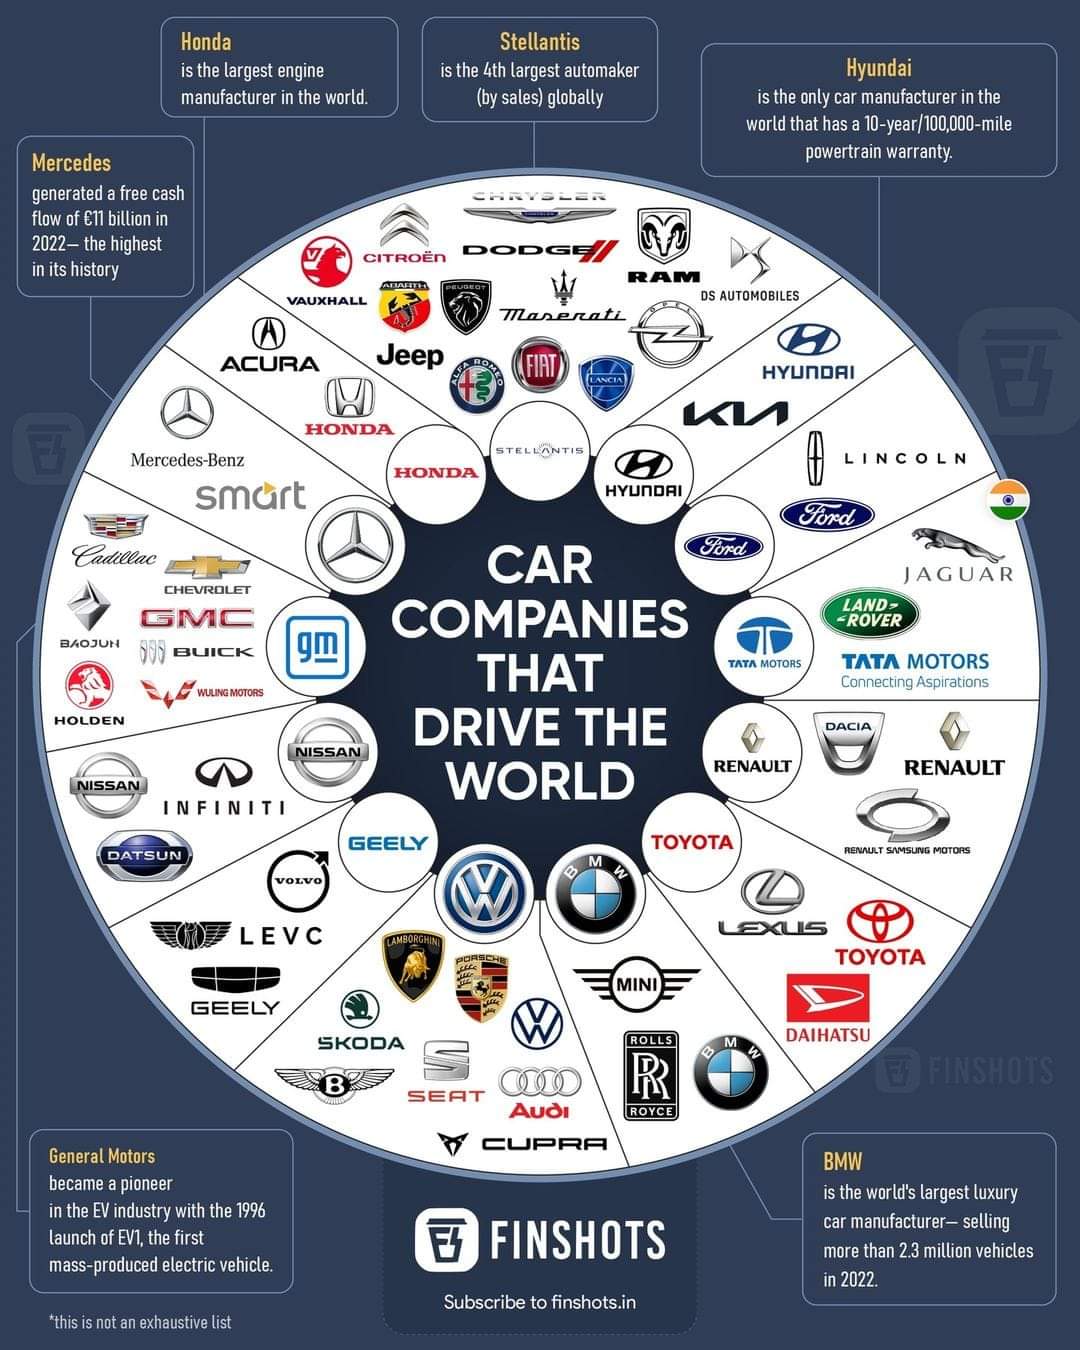 Honda
is the largest engine
manufacturer in the world.
Stellantis
is the 4th largest automaker
(by sales) globally
Hyundai
is the only car manufacturer in the
world that has a 10-year/100,000-mile
powertrain warranty.
Mercedes
generated a free cash
flow of €11 billion in
2022– the highest
in its history
CHRYSLER
CITROËN
DODGE
RAM
DS AUTOMOBILES
VAUXHALL
ABARTH
PEUGEOT
Maserati
OPEL
Jeep
ALFA ROMEO
FIAT
LANCIA
STELLANTIS
ACURA
HONDA
HONDA
HYUNDAI
KIA
HYUNDAI
Mercedes-Benz
smart
LINCOLN
Ford
Ford
Cadillac
CHEVROLET
BAOJUN
GMC
BUICK
HOLDEN
WULING MOTORS
gm
JAGUAR
LAND-
-ROVER
TATA MOTORS
Connecting Aspirations
TATA MOTORS
CAR
COMPANIES
THAT
DRIVE THE
WORLD
NISSAN
INFINITI
DATSUN
NISSAN
RENAULT
DACIA
RENAULT
RENAULT SAMSUNG MOTORS
VOLVO
LEVC
GEELY
GEELY
TOYOTA
LEXUS
TOYOTA
DAIHATSU
VW
LAMBORGHINI
PORSCHE
VW
SKODA
B
SEAT
Audi
CUPRA
BMW
MINI
ROLLS
RR
ROYCE
BMW
FINSHOTS
General Motors
became a pioneer
in the EV industry with the 1996
launch of EV1, the first
mass-produced electric vehicle.
BMW
is the world's largest luxury
car manufacturer– selling
more than 2.3 million vehicles
in 2022.
FINSHOTS
Subscribe to finshots.in
*this is not an exhaustive list